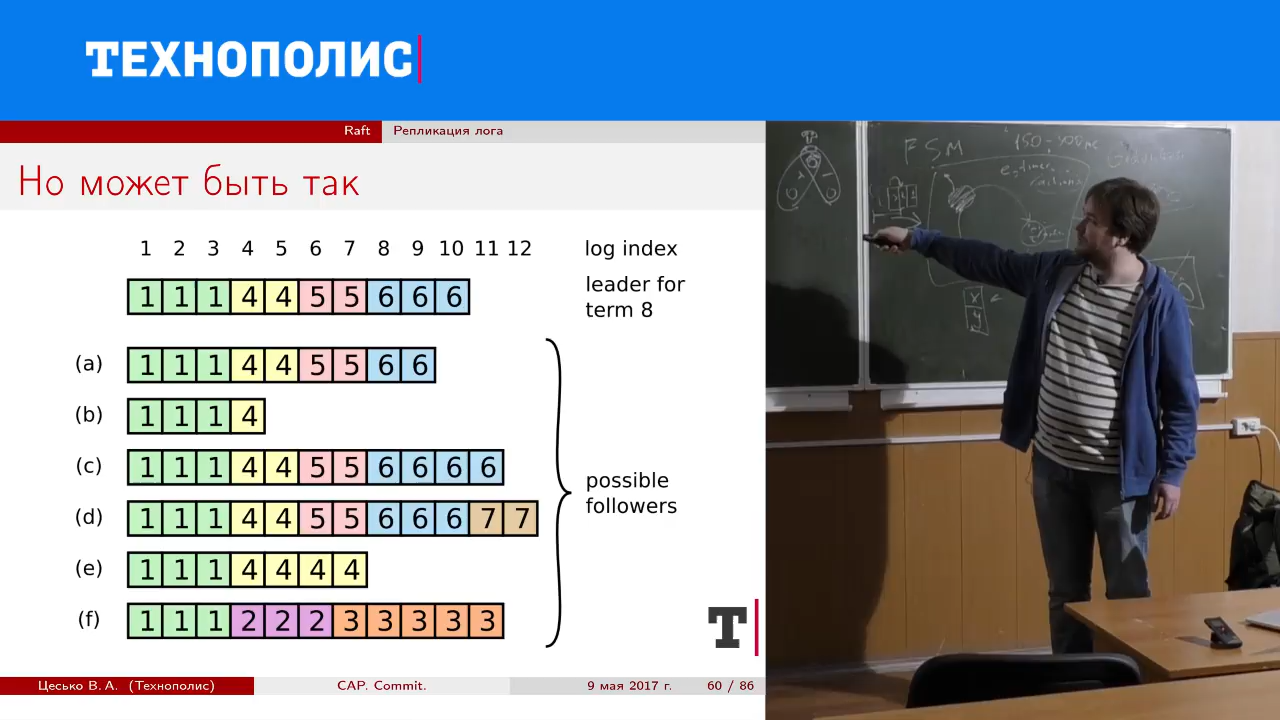 ТЕХНОПОЛИС
Raft Репликация лога
Но может быть так
1 2 3 4 5 6 7 8 9 10 11 12 log index
1 1 1 4 4 5 5 6 6 6 leader for term 8
(a) 1 1 1 4 4 5 5 6 6
(b) 1 1 1 4
(c) 1 1 1 4 4 5 5 6 6 6 6
(d) 1 1 1 4 4 5 5 6 6 6 7 7
(e) 1 1 1 4 4 4 4
(f) 1 1 1 2 2 2 3 3 3 3 3
possible
followers
Т
Цесько В. А. (Технополис) CAP. Commit. 9 мая 2017 г. 60 / 86
FSM
x
y